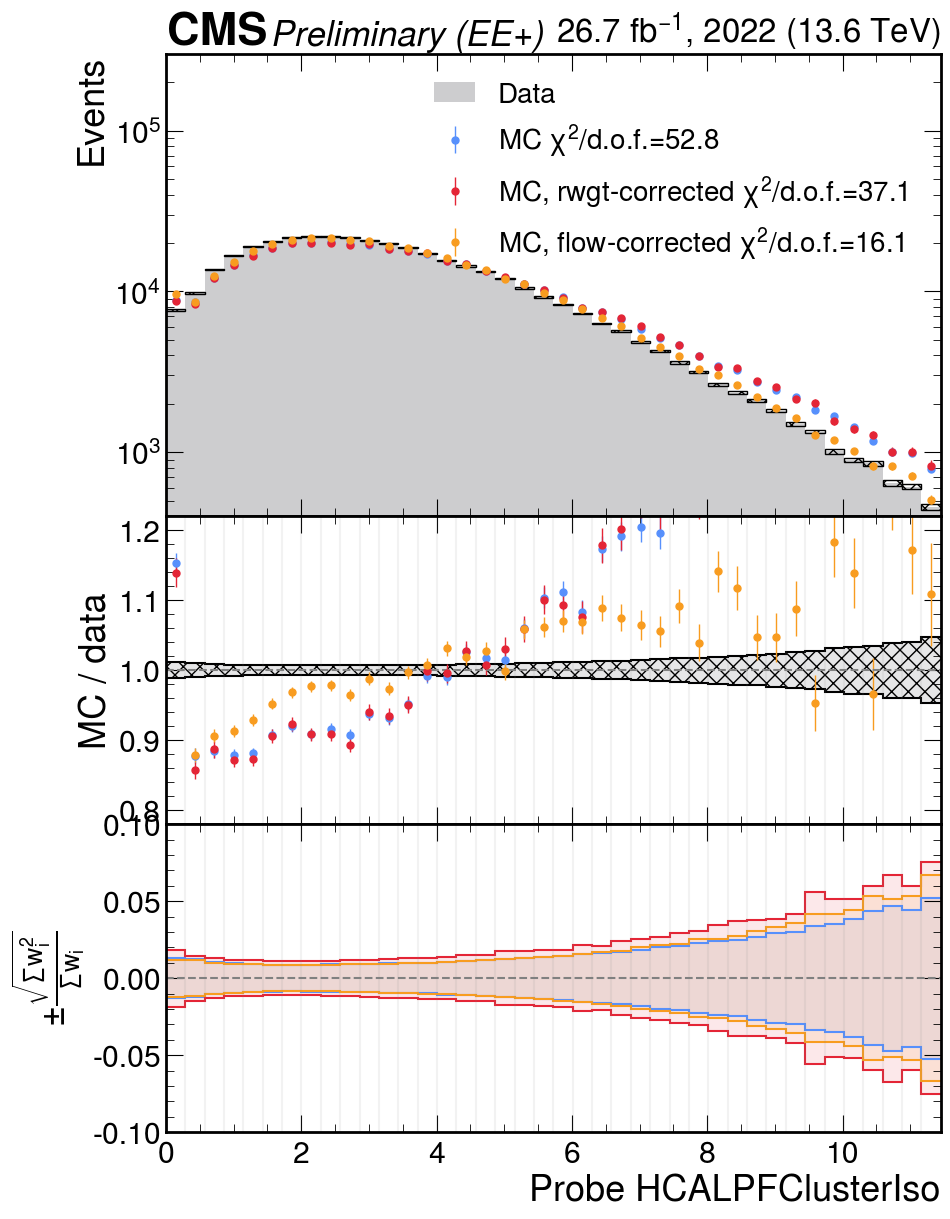 CMS Preliminary (EE+) 26.7 fb⁻¹, 2022 (13.6 TeV)
Events
10⁵
10⁴
10³
Data
MC χ²/d.o.f.=52.8
MC, rwgt-corrected χ²/d.o.f.=37.1
MC, flow-corrected χ²/d.o.f.=16.1
MC / data
1.2
1.1
1.0
0.9
0.8
±√Σwᵢ²/Σwᵢ
0.10
0.05
0.00
-0.05
-0.10
0 2 4 6 8 10
Probe HCALPFClusterIso